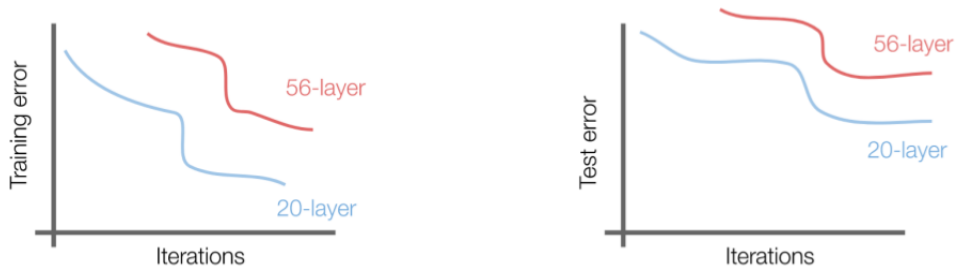 Training error
56-layer
20-layer
Iterations
Test error
56-layer
20-layer
Iterations